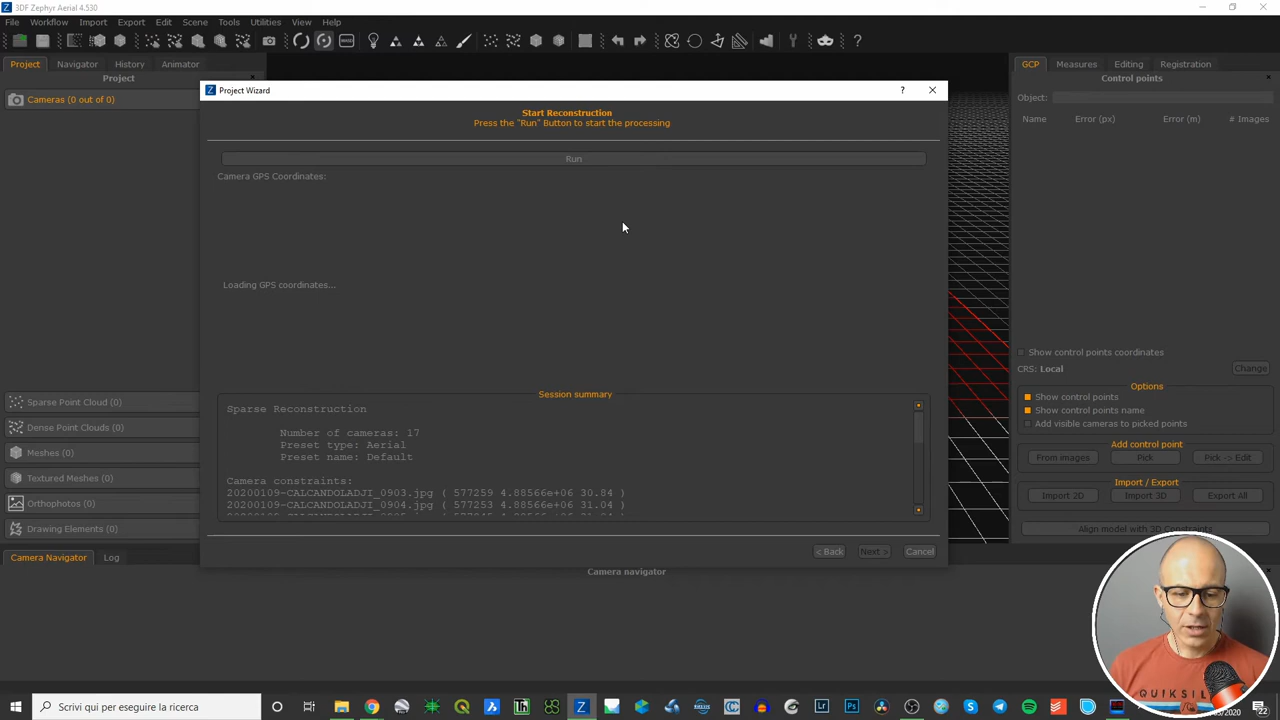 3DF Zephyr Aerial 4.530
File Workflow Import Export Edit Scene Tools Utilities View Help
Project Navigator History Animator
Project
Cameras (0 out of 0)
Sparse Point Cloud (0)
Dense Point Clouds (0)
Meshes (0)
Textured Meshes (0)
Orthophotos (0)
Drawing Elements (0)
Project Wizard
Start Reconstruction
Press the "Run" Button to start the processing
Run
Camera GPS Coordinates:
Loading GPS coordinates...
Session summary
Sparse Reconstruction
Number of cameras: 17
Preset type: Aerial
Preset name: Default
Camera constraints:
20200109-CALCANDOLADJI_0903.jpg ( 577259 4.88566e+06 30.84 )
20200109-CALCANDOLADJI_0904.jpg ( 577253 4.88566e+06 31.04 )
< Back Next > Cancel
GCP Measures Editing Registration
Control points
Object:
Name Error (px) Error (m) # Images
Show control points coordinates
CRS: Local Change
Options
Show control points
Show control points name
Add visible cameras to picked points
Add control point
From images Pick Pick -> Edit
Import / Export
Import 2D Import 3D Export All
Align model with 3D Constraints
Camera Navigator Log
Camera navigator
QUIKSIL
Scrivi qui per eseguire la ricerca
Lr Ps
22